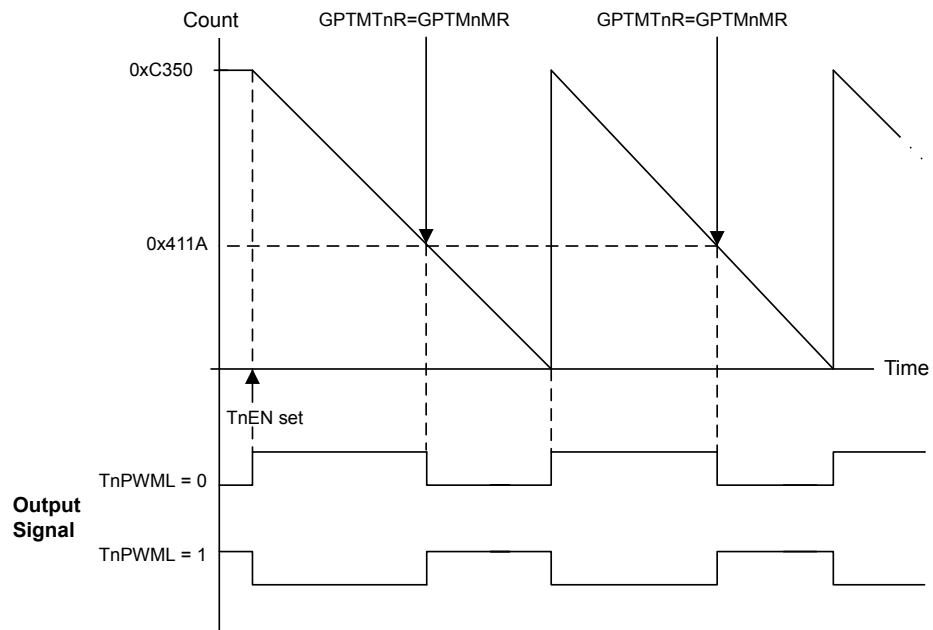 Count
GPTMTnR=GPTMnMR
GPTMTnR=GPTMnMR
0xC350
0x411A
Time
TnEN set
TnPWML = 0
Output
Signal
TnPWML = 1